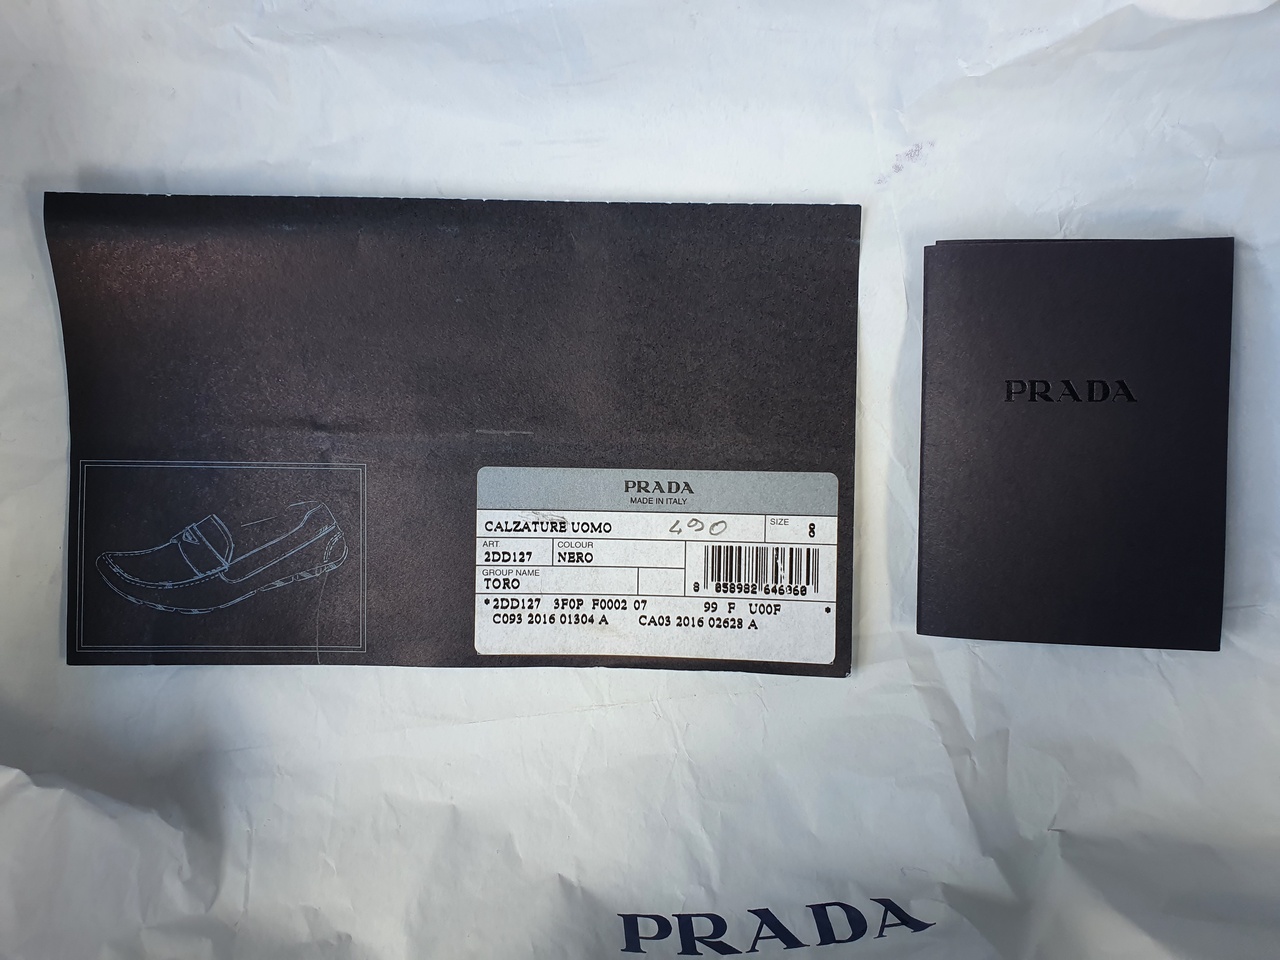 PRADA
MADE IN ITALY
CALZATURE UOMO 490 SIZE 8
ART. COLOUR
2DD127 NERO
GROUP NAME
TORO
8 058982 646960
*2DD127 3F0P F0002 07 99 F U00F *
C093 2016 01304 A CA03 2016 02628 A
PRADA
PRADA